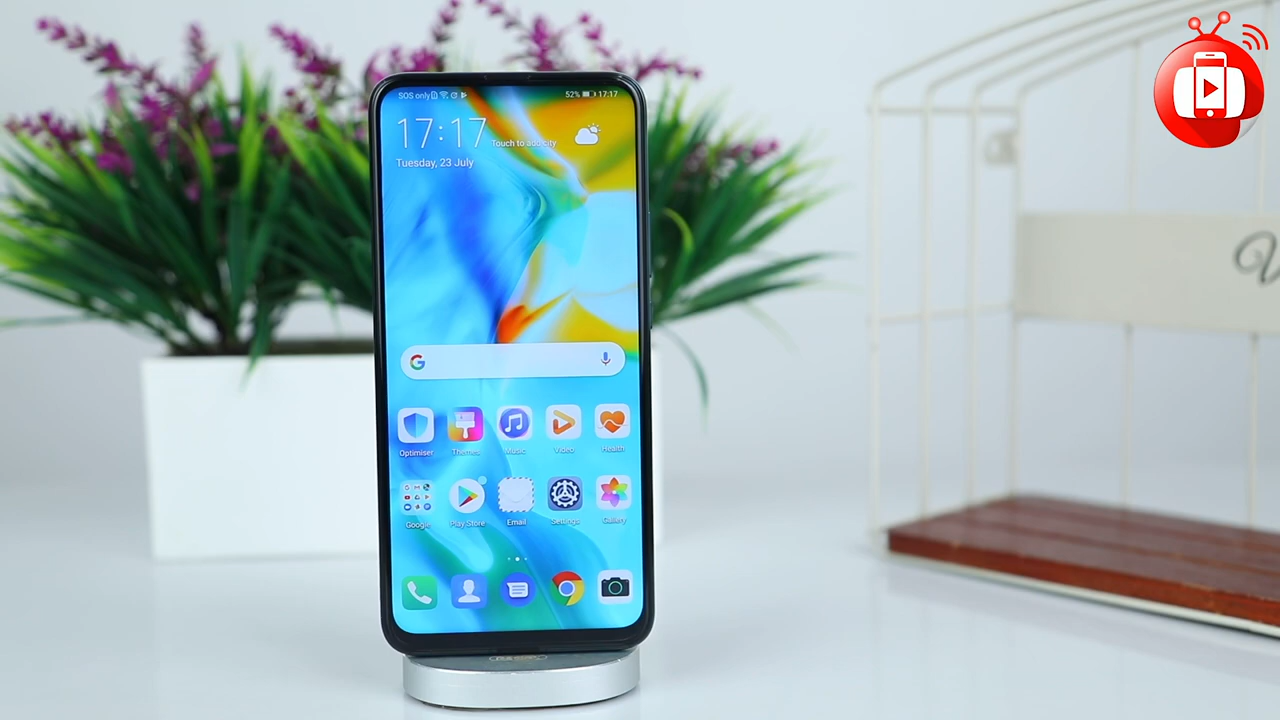 SOS only
52% 17:17
17:17 Touch to add city
Tuesday, 23 July
Optimiser Themes Music Video Health
Google Play Store Email Settings Gallery